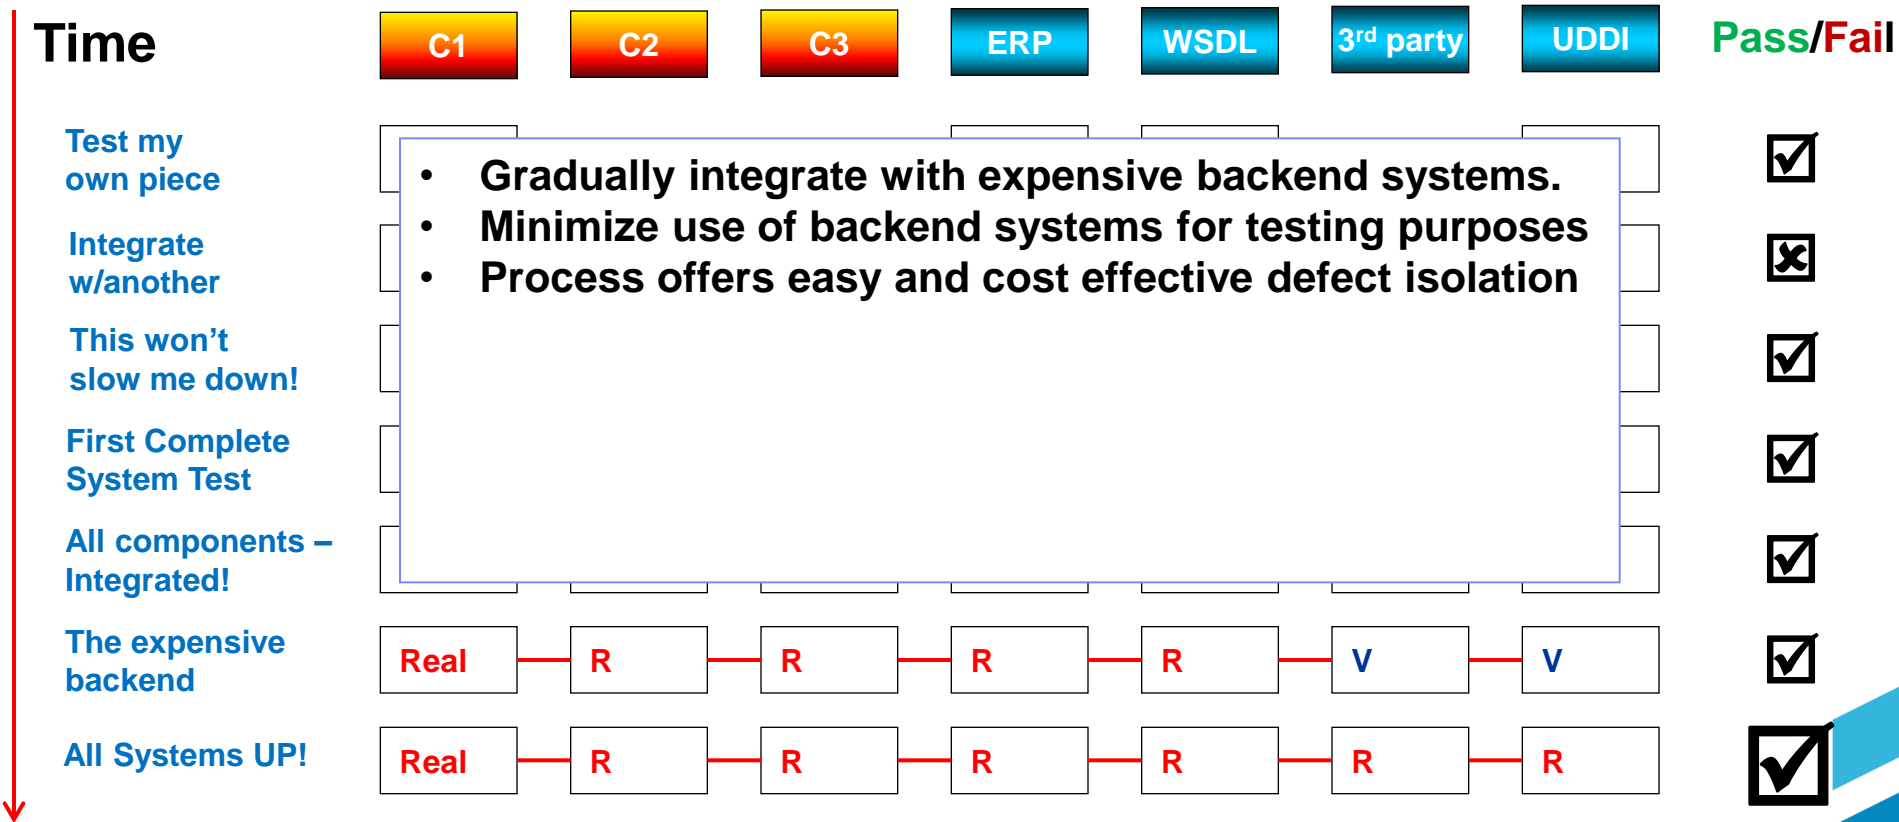 Time
C1
C2
C3
ERP
WSDL
3rd party
UDDI
Pass/Fail
Test my
own piece
• Gradually integrate with expensive backend systems.
• Minimize use of backend systems for testing purposes
• Process offers easy and cost effective defect isolation
Integrate
w/another
This won’t
slow me down!
First Complete
System Test
All components –
Integrated!
The expensive
backend
Real
R
R
R
R
V
V
All Systems UP!
Real
R
R
R
R
R
R